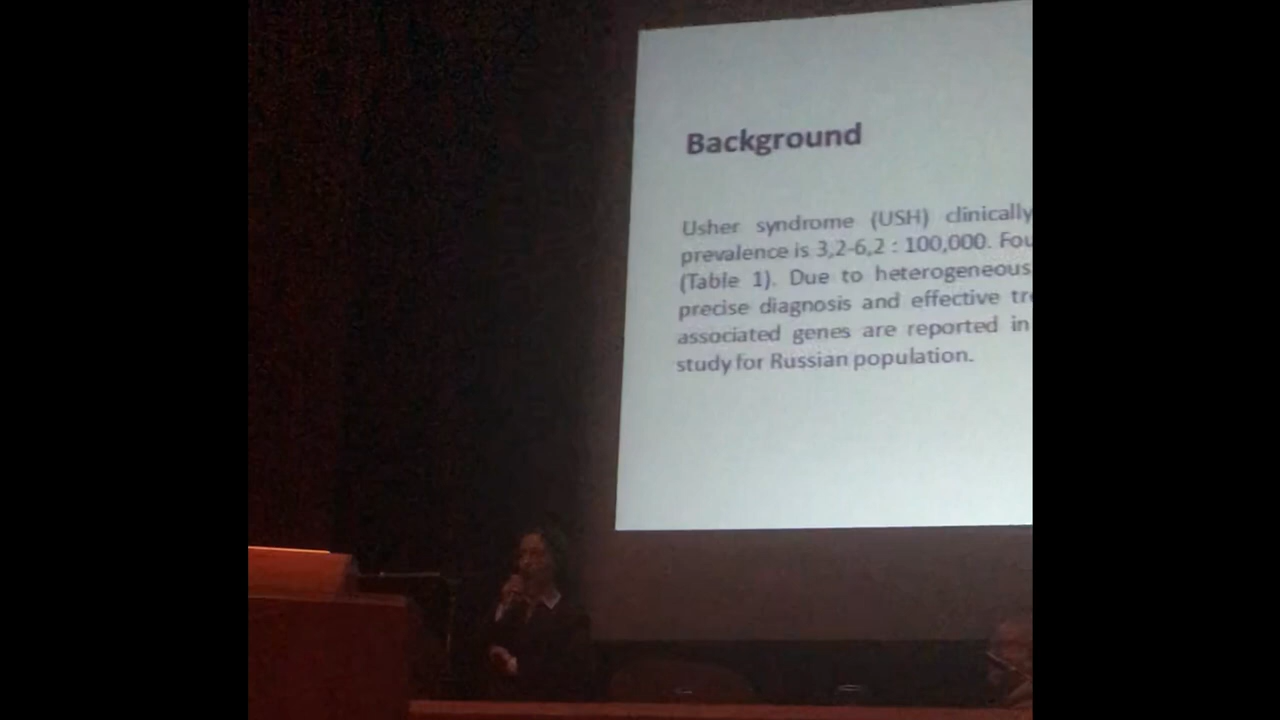 Background
Usher syndrome (USH) clinically
prevalence is 3,2-6,2 : 100,000.
(Table 1). Due to heterogeneous
precise diagnosis and effective
associated genes are reported in
study for Russian population.